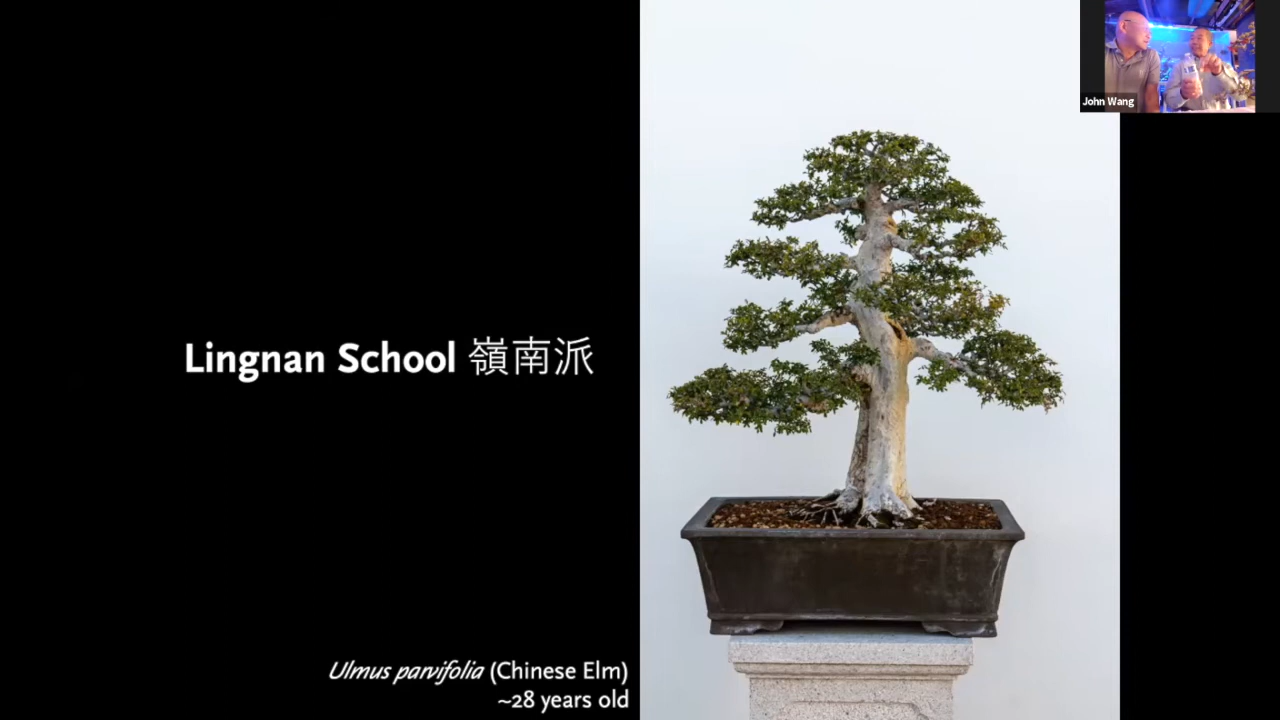 John Wang
Lingnan School 嶺南派
Ulmus parvifolia (Chinese Elm)
~28 years old